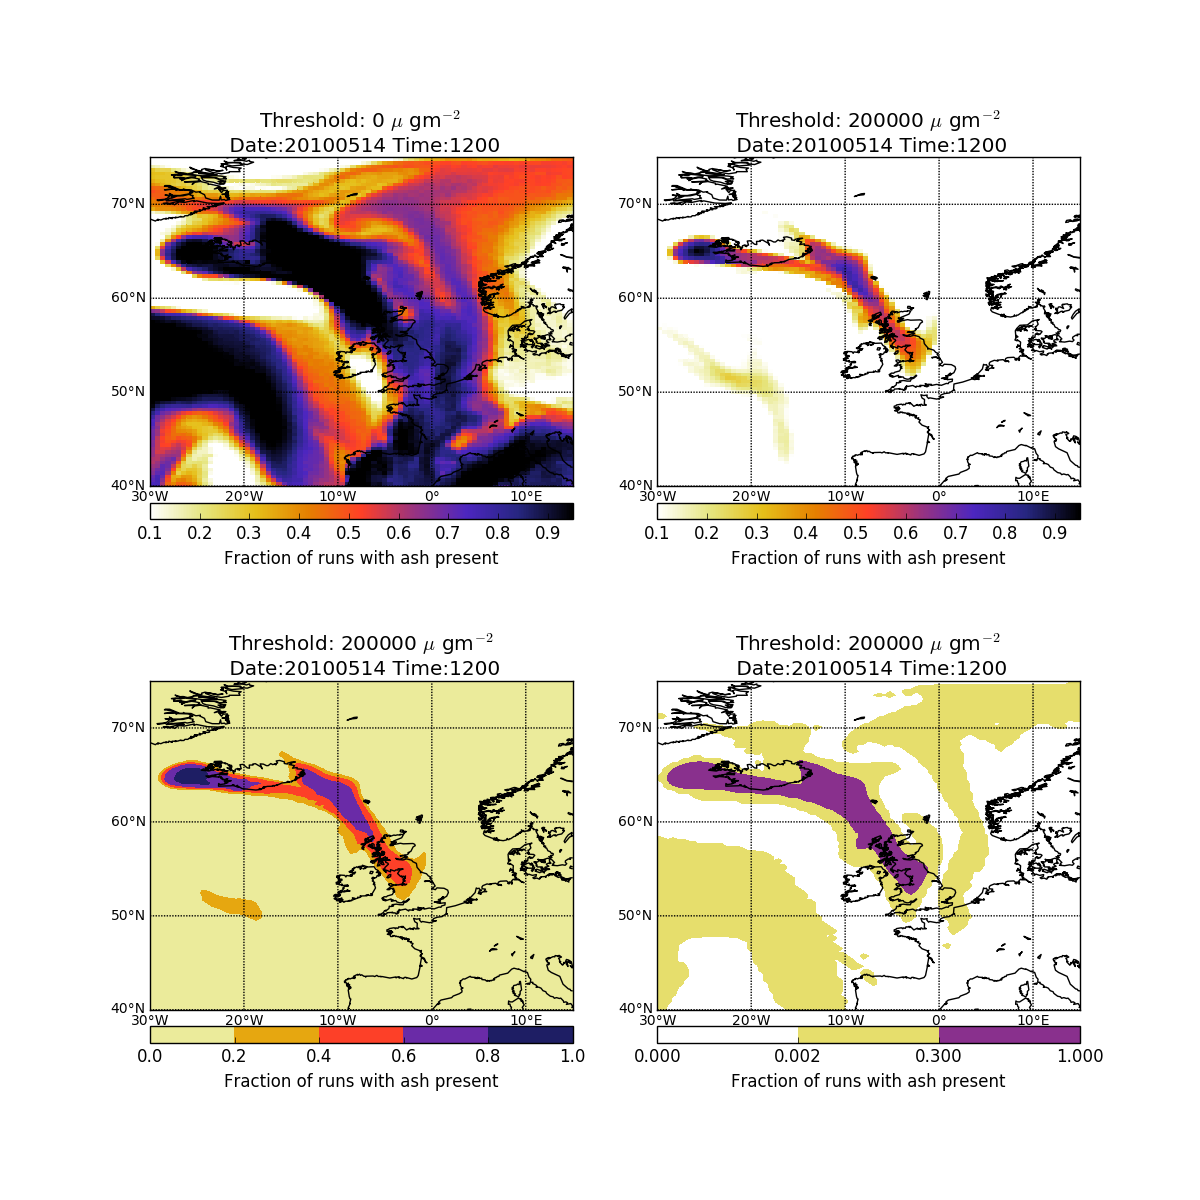 Threshold: 0 μ gm⁻²
Date:20100514 Time:1200
70°N
60°N
50°N
40°N
30°W 20°W 10°W 0° 10°E
0.1 0.2 0.3 0.4 0.5 0.6 0.7 0.8 0.9
Fraction of runs with ash present
Threshold: 200000 μ gm⁻²
Date:20100514 Time:1200
70°N
60°N
50°N
40°N
30°W 20°W 10°W 0° 10°E
0.1 0.2 0.3 0.4 0.5 0.6 0.7 0.8 0.9
Fraction of runs with ash present
Threshold: 200000 μ gm⁻²
Date:20100514 Time:1200
70°N
60°N
50°N
40°N
30°W 20°W 10°W 0° 10°E
0.0 0.2 0.4 0.6 0.8 1.0
Fraction of runs with ash present
Threshold: 200000 μ gm⁻²
Date:20100514 Time:1200
70°N
60°N
50°N
40°N
30°W 20°W 10°W 0° 10°E
0.000 0.002 0.300 1.000
Fraction of runs with ash present